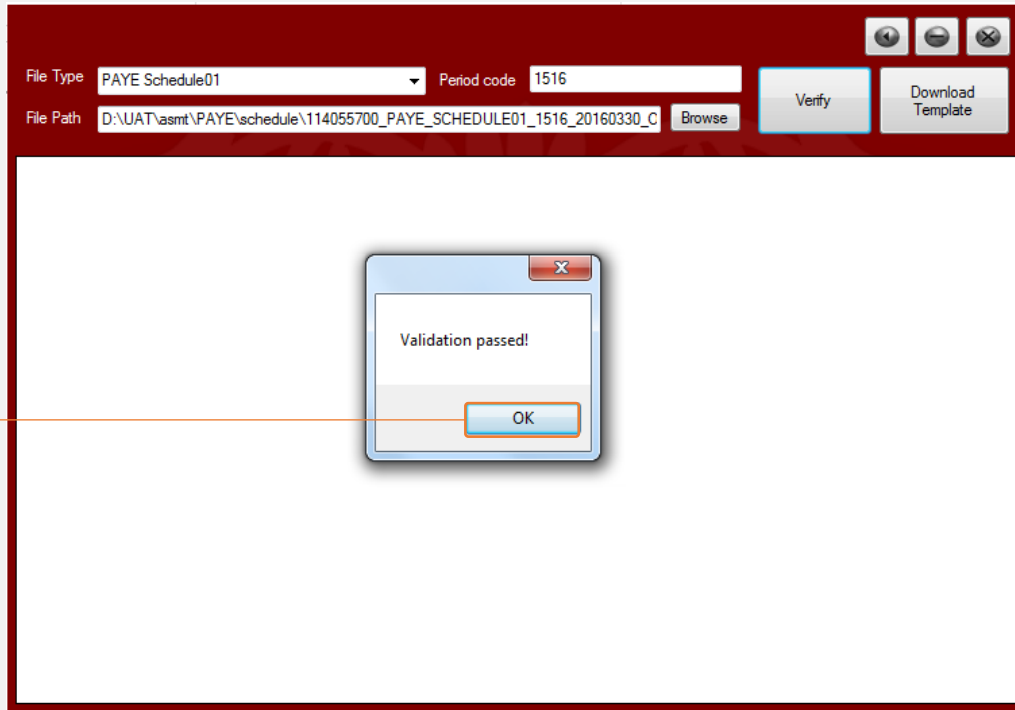 File Type PAYE Schedule01 Period code 1516
Verify
Download
Template
File Path D:\UAT\asmt\PAYE\schedule\114055700_PAYE_SCHEDULE01_1516_20160330_C Browse
Validation passed!
OK